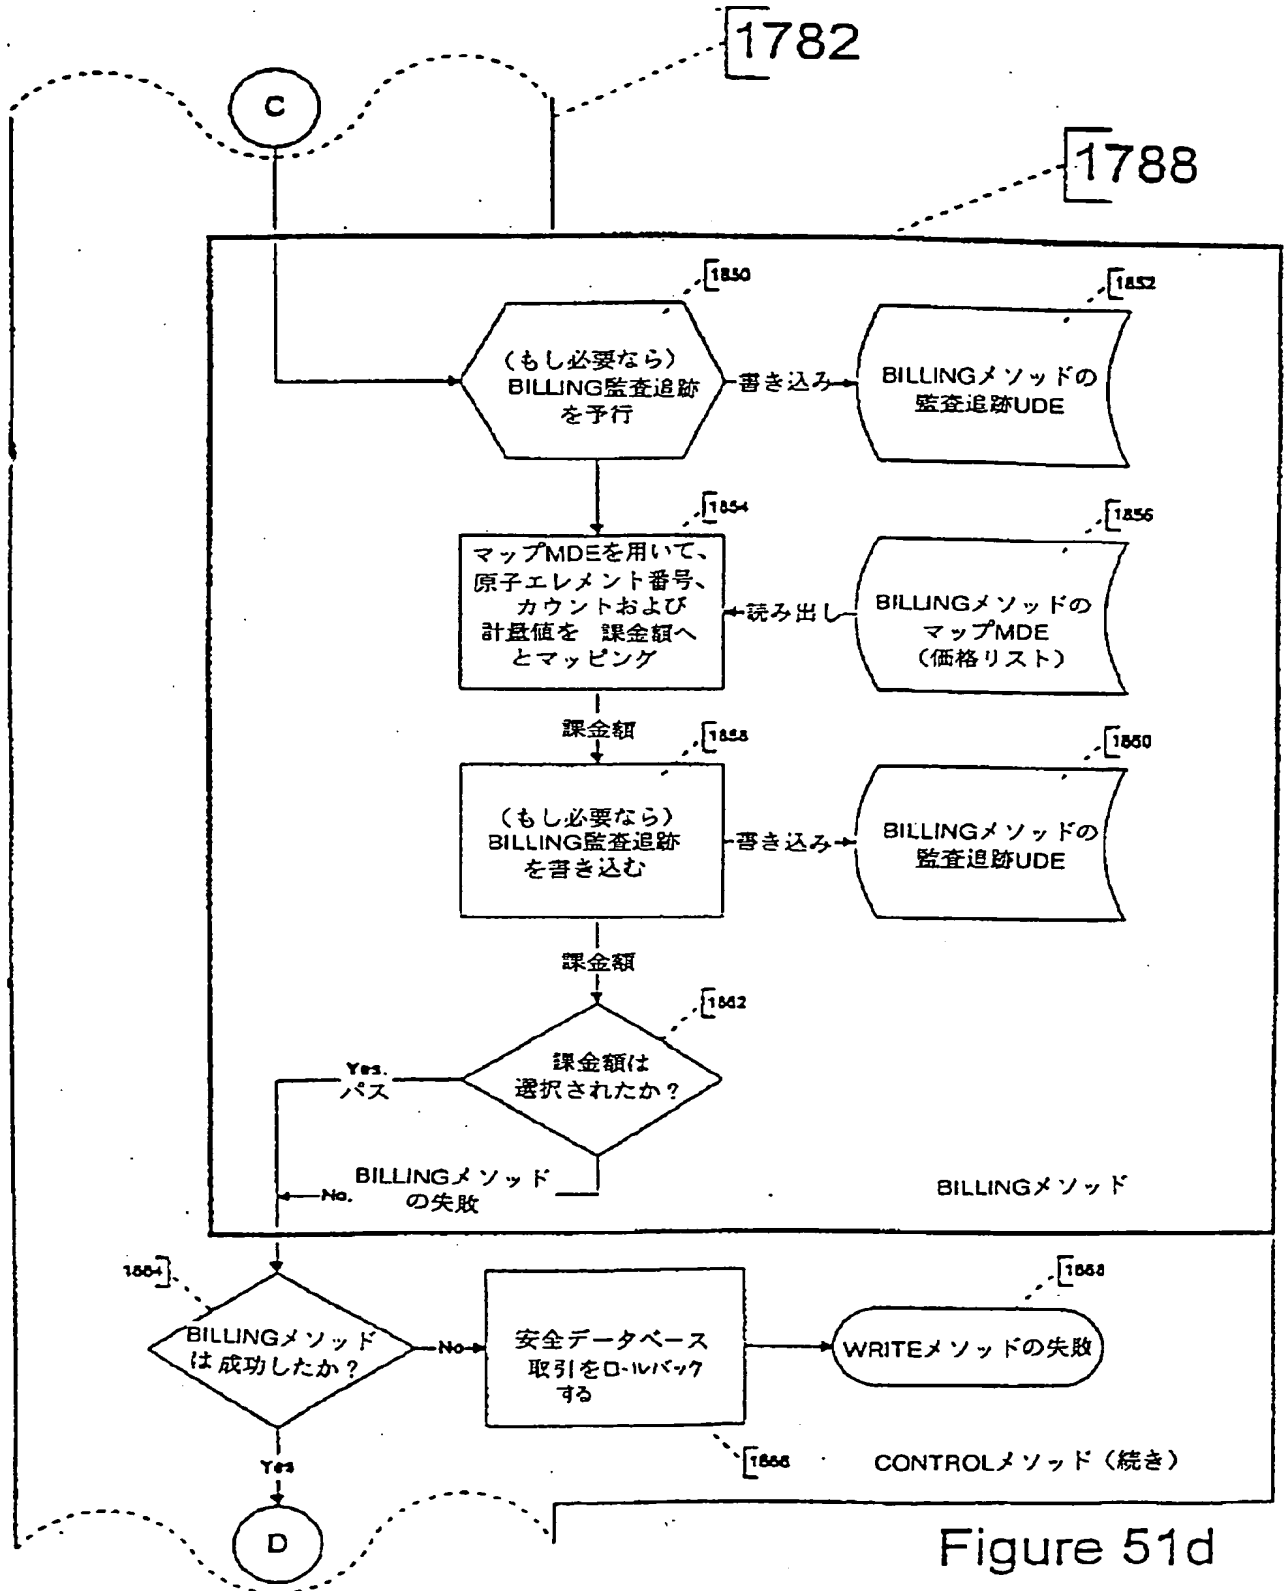 1782
C
1788
1850
1852
(もし必要なら)
BILLING監査追跡
を予行
書き込み
BILLINGメソッドの
監査追跡UDE
1854
1856
マップMDEを用いて、
原子エレメント番号、
カウントおよび
計量値を 課金額へ
とマッピング
読み出し
BILLINGメソッドの
マップMDE
(価格リスト)
課金額
1858
1860
(もし必要なら)
BILLING監査追跡
を書き込む
書き込み
BILLINGメソッドの
監査追跡UDE
課金額
1862
課金額は
選択されたか?
Yes.
パス
No.
BILLINGメソッド
の失敗
BILLINGメソッド
1864
1868
BILLINGメソッド
は成功したか?
No
安全データベース
取引をロールバック
する
WRITEメソッドの失敗
1866
Yes
CONTROLメソッド(続き)
D
Figure 51d